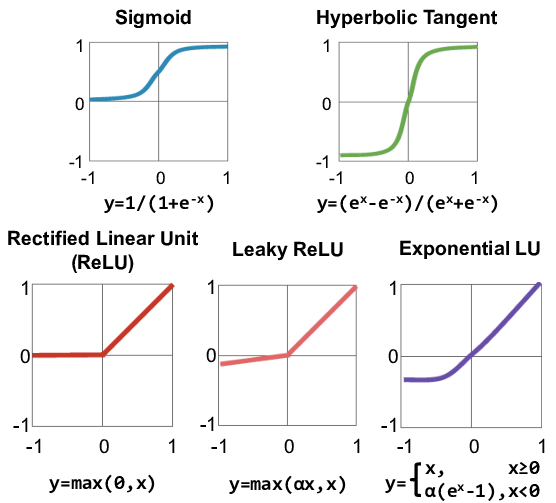 Sigmoid
Hyperbolic Tangent
1
0
-1
-1 0 1
1
0
-1
-1 0 1
y=1/(1+e⁻ˣ)
y=(eˣ-e⁻ˣ)/(eˣ+e⁻ˣ)
Rectified Linear Unit
(ReLU)
Leaky ReLU
Exponential LU
1
0
-1
-1 0 1
1
0
-1
-1 0 1
1
0
-1
-1 0 1
y=max(0,x)
y=max(αx,x)
y={x, x≥0
α(eˣ-1),x<0